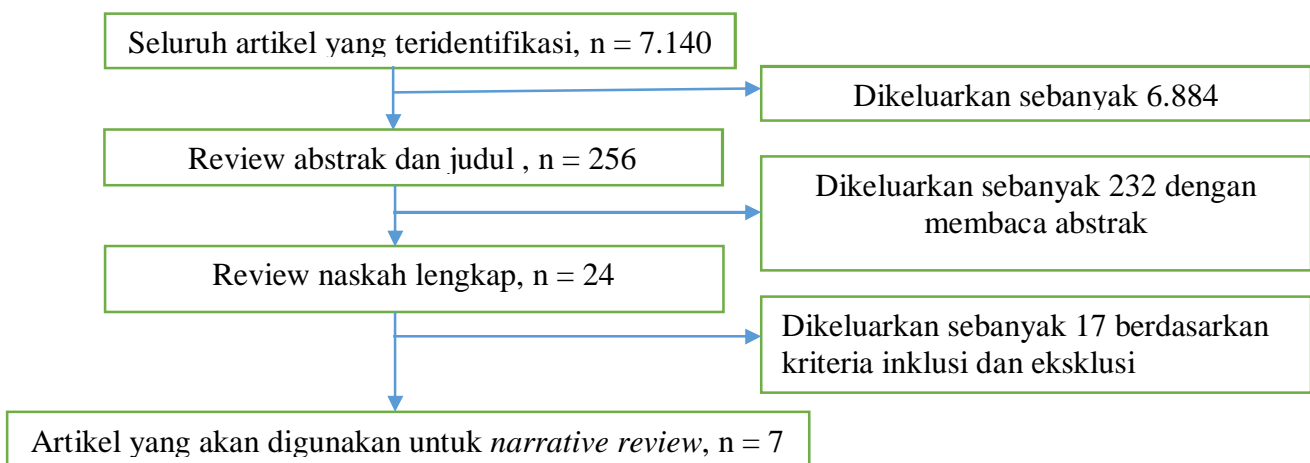 Seluruh artikel yang teridentifikasi, n = 7.140
Dikeluarkan sebanyak 6.884
Review abstrak dan judul , n = 256
Dikeluarkan sebanyak 232 dengan
membaca abstrak
Review naskah lengkap, n = 24
Dikeluarkan sebanyak 17 berdasarkan
kriteria inklusi dan eksklusi
Artikel yang akan digunakan untuk narrative review, n = 7